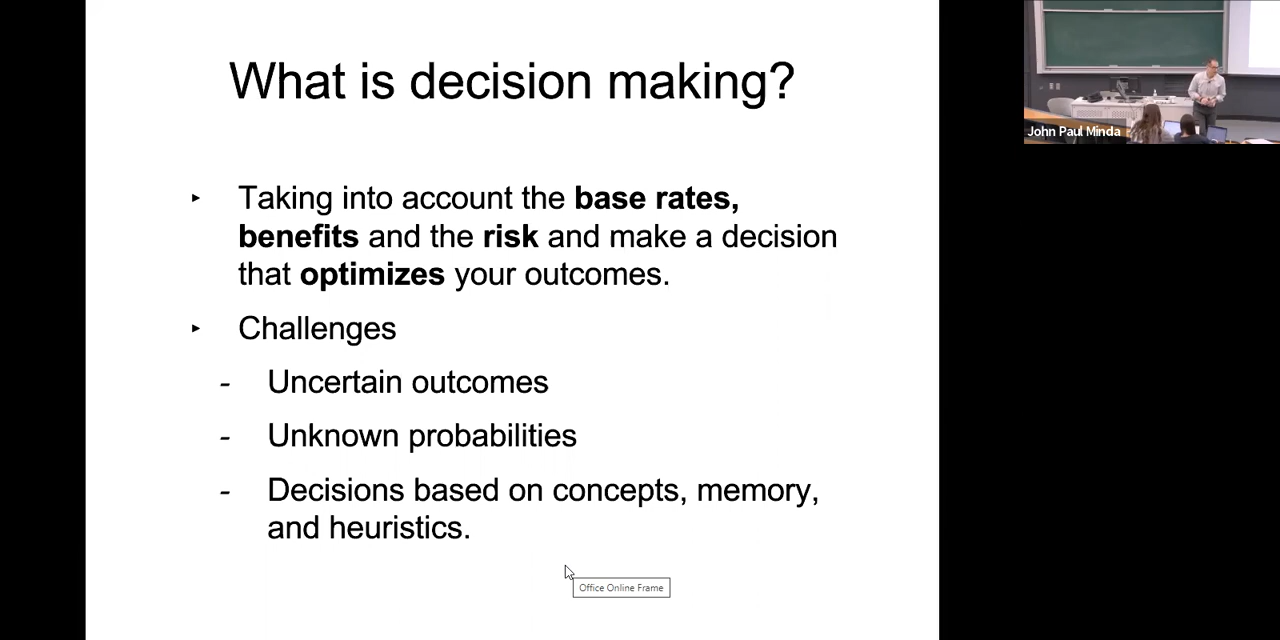 What is decision making?
‣ Taking into account the base rates,
benefits and the risk and make a decision
that optimizes your outcomes.
‣ Challenges
- Uncertain outcomes
- Unknown probabilities
- Decisions based on concepts, memory,
and heuristics.
Office Online Frame
John Paul Minda